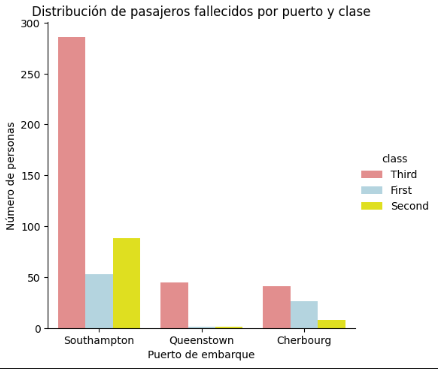 Distribución de pasajeros fallecidos por puerto y clase
300
250
200
150
100
50
0
Número de personas
Southampton
Queenstown
Cherbourg
Puerto de embarque
class
Third
First
Second